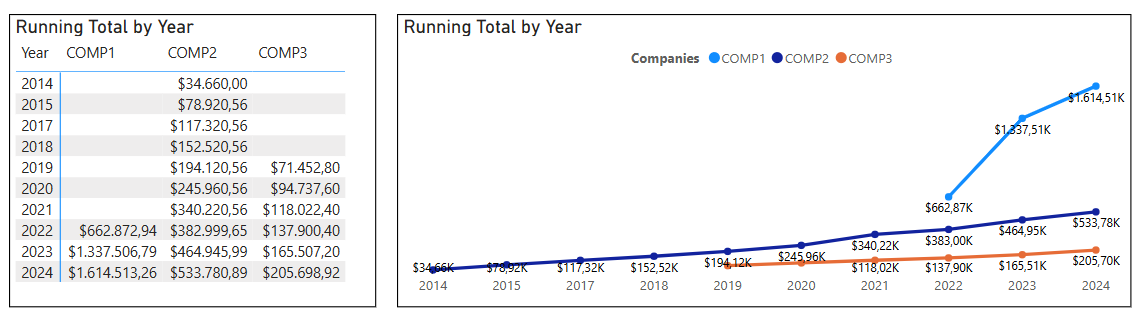 Running Total by Year
Year COMP1 COMP2 COMP3
2014 $34.660,00
2015 $78.920,56
2017 $117.320,56
2018 $152.520,56
2019 $194.120,56 $71.452,80
2020 $245.960,56 $94.737,60
2021 $340.220,56 $118.022,40
2022 $662.872,94 $382.999,65 $137.900,40
2023 $1.337.506,79 $464.945,99 $165.507,20
2024 $1.614.513,26 $533.780,89 $205.698,92
Running Total by Year
Companies COMP1 COMP2 COMP3
$1.614,51K
$1.337,51K
$662,87K
$34,66K $78,92K $117,32K $152,52K $194,12K $245,96K $340,22K $383,00K $464,95K $533,78K
$118,02K $137,90K $165,51K $205,70K
2014 2015 2017 2018 2019 2020 2021 2022 2023 2024